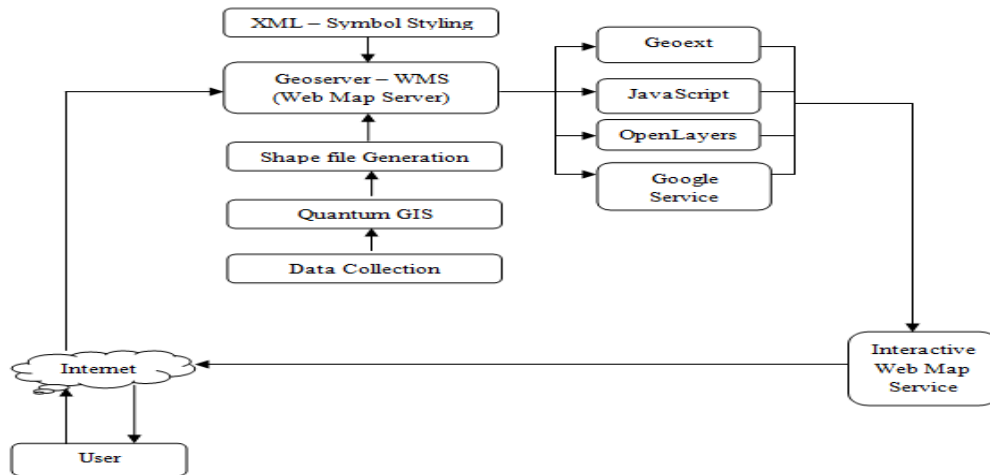 XML – Symbol Styling
Geoserver – WMS
(Web Map Server)
Shape file Generation
Quantum GIS
Data Collection
Geoext
JavaScript
OpenLayers
Google
Service
Interactive
Web Map
Service
Internet
User